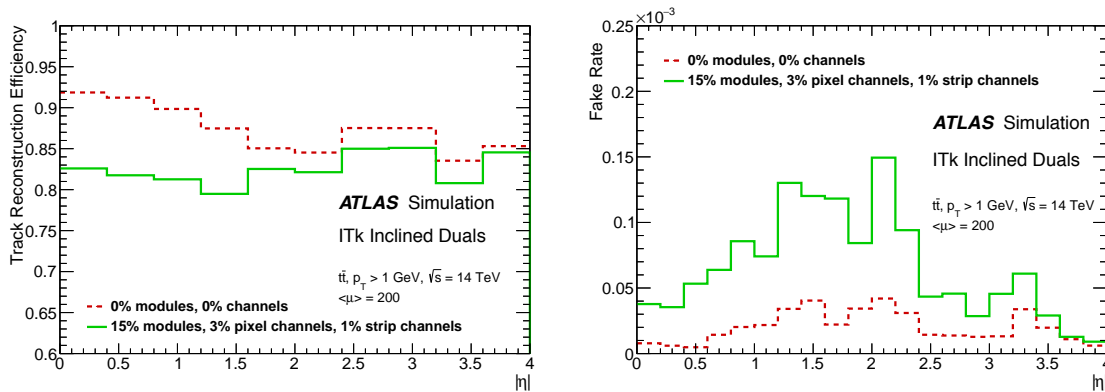 Track Reconstruction Efficiency
1
0.95
0.9
0.85
0.8
0.75
0.7
0.65
0.6
ATLAS Simulation
ITk Inclined Duals
tt̄, p_T > 1 GeV, √s = 14 TeV
<μ> = 200
0% modules, 0% channels
15% modules, 3% pixel channels, 1% strip channels
0 0.5 1 1.5 2 2.5 3 3.5 4
|η|
×10⁻³
Fake Rate
0.25
0.2
0.15
0.1
0.05
0
0% modules, 0% channels
15% modules, 3% pixel channels, 1% strip channels
ATLAS Simulation
ITk Inclined Duals
tt̄, p_T > 1 GeV, √s = 14 TeV
<μ> = 200
0 0.5 1 1.5 2 2.5 3 3.5 4
|η|